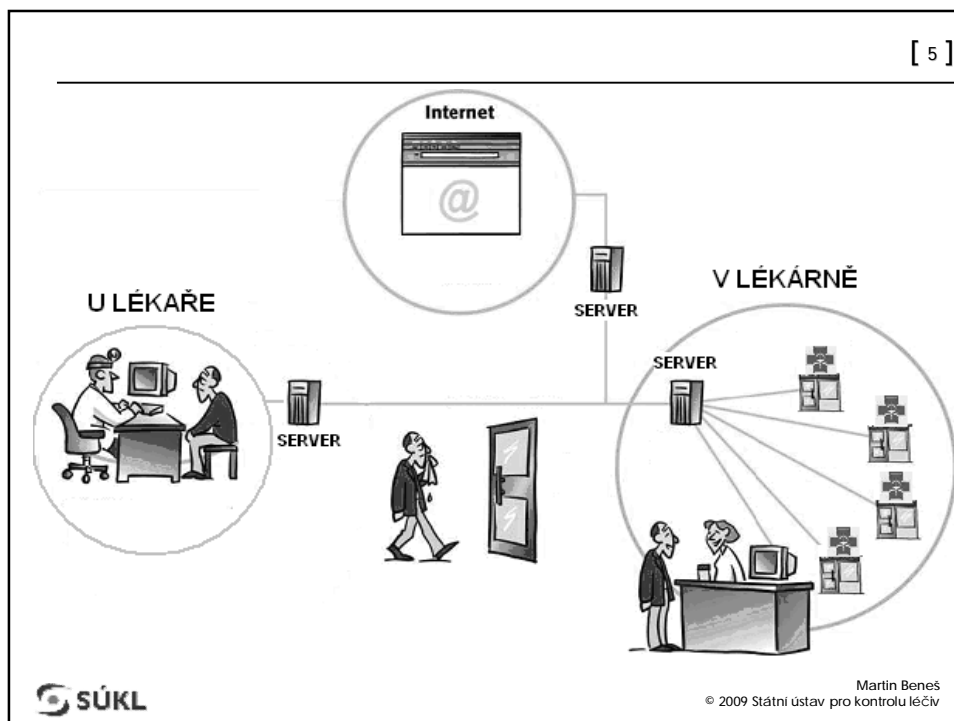 [ 5 ]
Internet
@
SERVER
V LÉKÁRNĚ
U LÉKAŘE
SERVER
SERVER
SÚKL
Martin Beneš
© 2009 Státní ústav pro kontrolu léčiv